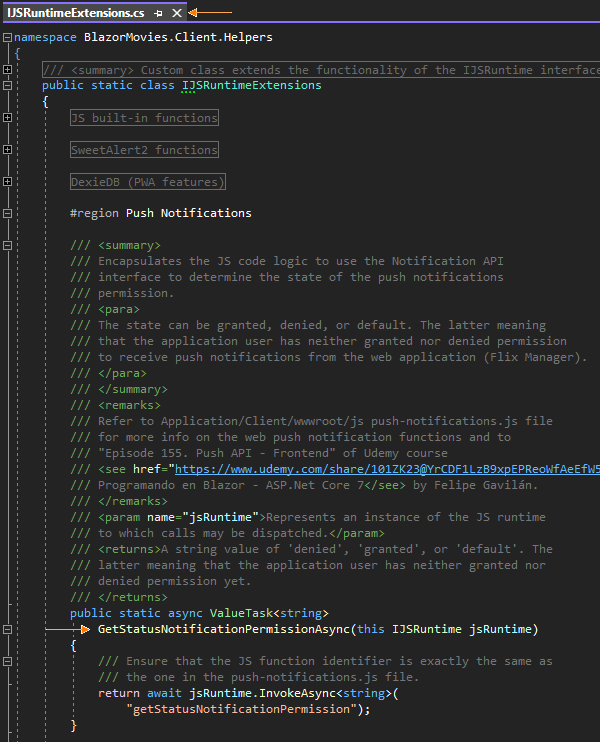 IJSRuntimeExtensions.cs
namespace BlazorMovies.Client.Helpers
{
/// <summary> Custom class extends the functionality of the IJSRuntime interface
public static class IJSRuntimeExtensions
{
JS built-in functions
SweetAlert2 functions
DexieDB (PWA features)
#region Push Notifications
/// <summary>
/// Encapsulates the JS code logic to use the Notification API
/// interface to determine the state of the push notifications
/// permission.
/// <para>
/// The state can be granted, denied, or default. The latter meaning
/// that the application user has neither granted nor denied permission
/// to receive push notifications from the web application (Flix Manager).
/// </para>
/// </summary>
/// <remarks>
/// Refer to Application/Client/wwwroot/js push-notifications.js file
/// for more info on the web push notification functions and to
/// "Episode 155. Push API - Frontend" of Udemy course
/// <see href="https://www.udemy.com/share/101ZK23@YrCDF1LzB9xpEPReoWfAeEfW5
/// Programando en Blazor - ASP.Net Core 7</see> by Felipe Gavilán.
/// </remarks>
/// <param name="jsRuntime">Represents an instance of the JS runtime
/// to which calls may be dispatched.</param>
/// <returns>A string value of 'denied', 'granted', or 'default'. The
/// latter meaning that the application user has neither granted nor
/// denied permission yet.
/// </returns>
public static async ValueTask<string>
GetStatusNotificationPermissionAsync(this IJSRuntime jsRuntime)
{
/// Ensure that the JS function identifier is exactly the same as
/// the one in the push-notifications.js file.
return await jsRuntime.InvokeAsync<string>(
"getStatusNotificationPermission");
}